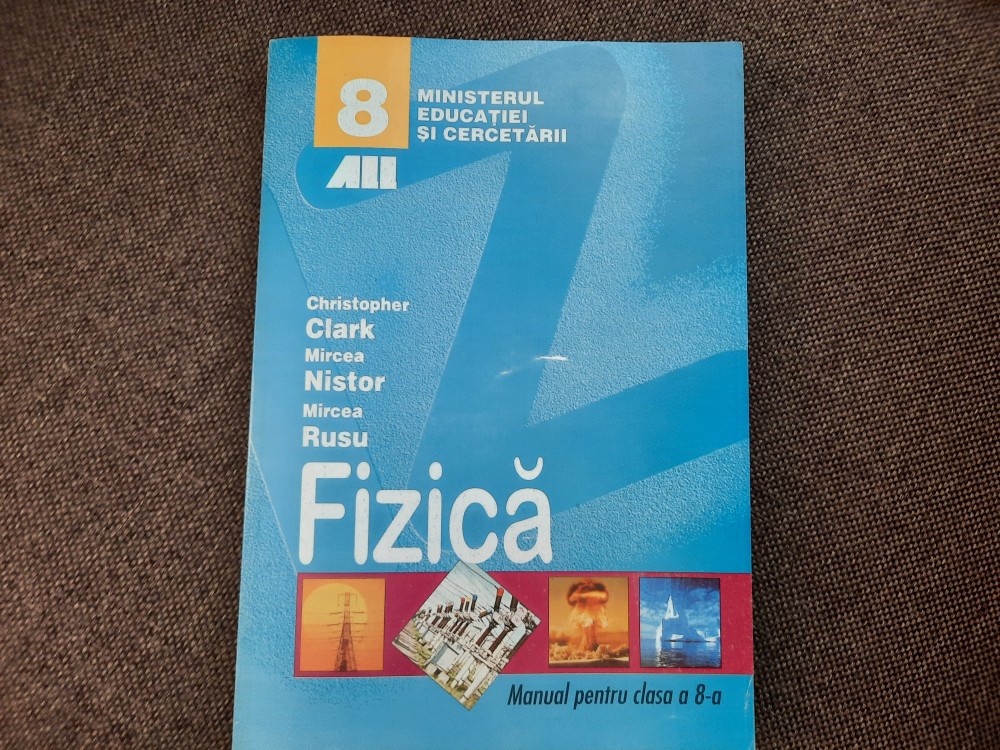 8
MINISTERUL
EDUCAȚIEI
ȘI CERCETĂRII
ALL
Christopher
Clark
Mircea
Nistor
Mircea
Rusu
Fizică
Manual pentru clasa a 8-a